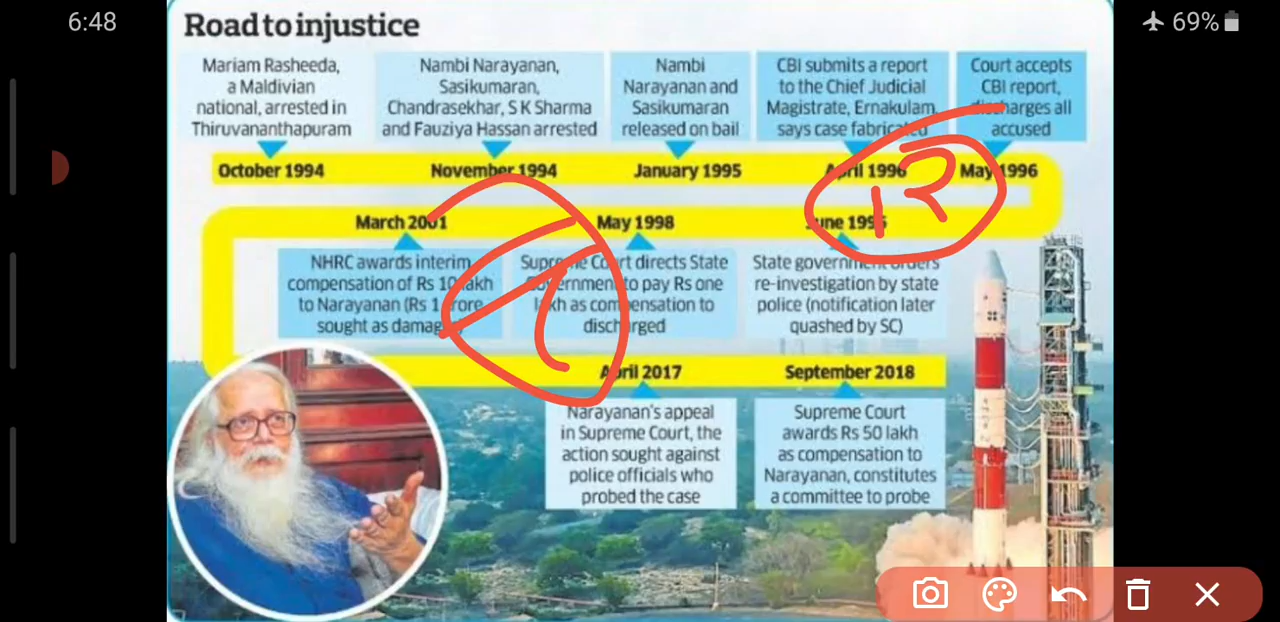 6:48
69%
Road to injustice
Mariam Rasheeda,
a Maldivian
national, arrested in
Thiruvananthapuram
Nambi Narayanan,
Sasikumaran,
Chandrasekhar, S K Sharma
and Fauziya Hassan arrested
Nambi
Narayanan and
Sasikumaran
released on bail
CBI submits a report
to the Chief Judicial
Magistrate, Ernakulam,
says case fabricated
Court accepts
CBI report,
discharges all
accused
October 1994
November 1994
January 1995
April 1996
May 1996
March 2001
May 1998
June 1996
NHRC awards interim
compensation of Rs 10 lakh
to Narayanan (Rs 1 crore
sought as damages)
Supreme Court directs State
Government to pay Rs one
lakh as compensation to
discharged
State government orders
re-investigation by state
police (notification later
quashed by SC)
April 2017
September 2018
Narayanan's appeal
in Supreme Court, the
action sought against
police officials who
probed the case
Supreme Court
awards Rs 50 lakh
as compensation to
Narayanan, constitutes
a committee to probe